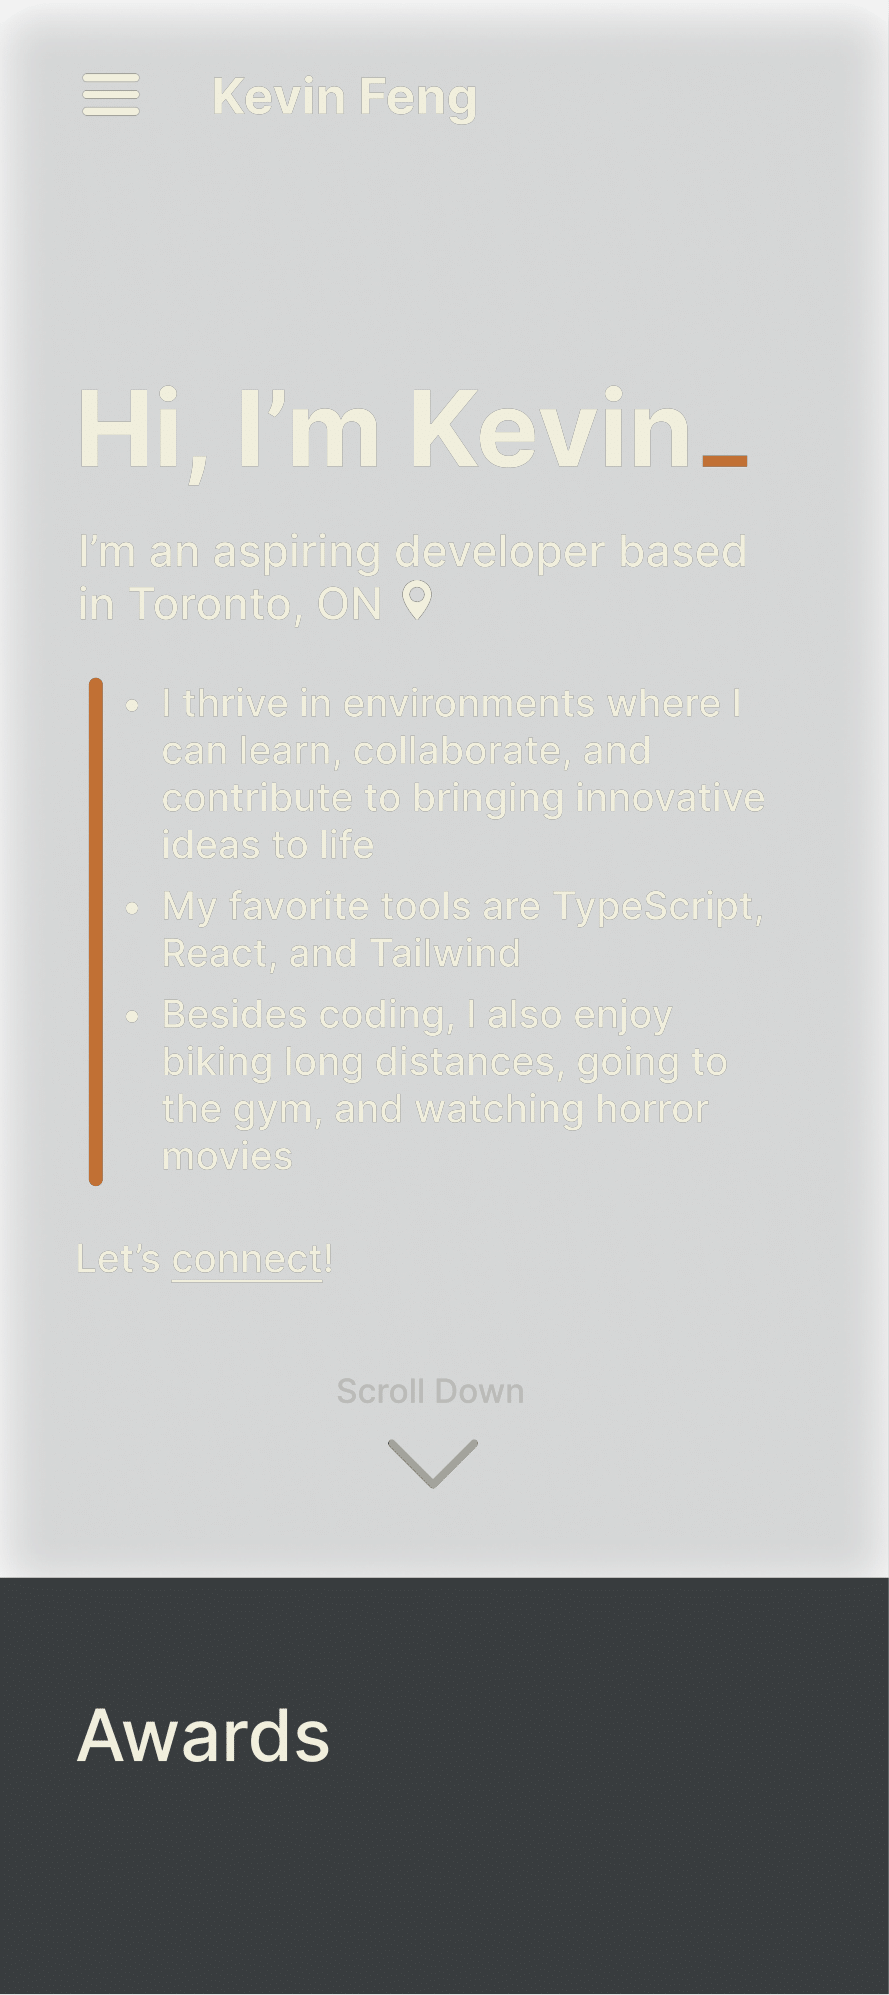 Kevin Feng
Hi, I’m Kevin_
I’m an aspiring developer based
in Toronto, ON
• I thrive in environments where I
can learn, collaborate, and
contribute to bringing innovative
ideas to life
• My favorite tools are TypeScript,
React, and Tailwind
• Besides coding, I also enjoy
biking long distances, going to
the gym, and watching horror
movies
Let’s connect!
Scroll Down
Awards